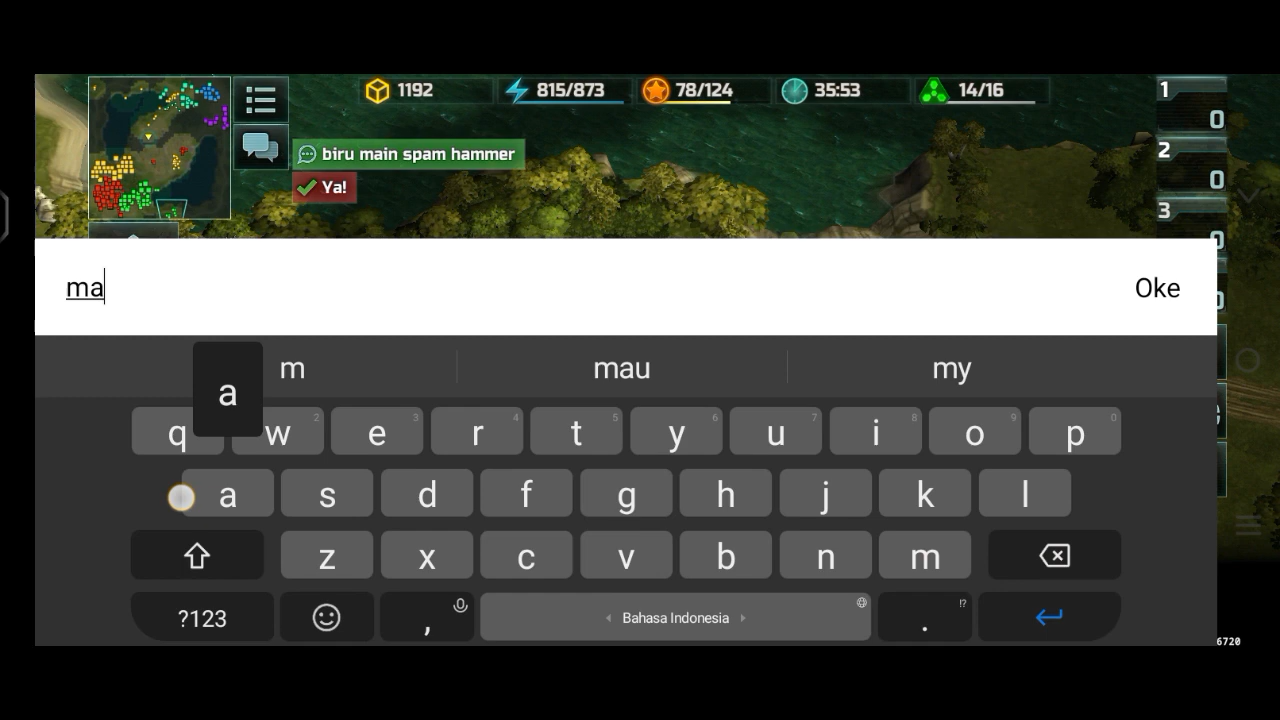 1192 815/873 78/124 35:53 14/16
1
0
biru main spam hammer
2
Ya!
0
3
0
ma Oke
0
m mau my
a
q w 2 e 3 r 4 t 5 y 6 u 7 i 8 o 9 p 0
a s d f g h j k l
z x c v b n m
?123 , Bahasa Indonesia . !?
6720